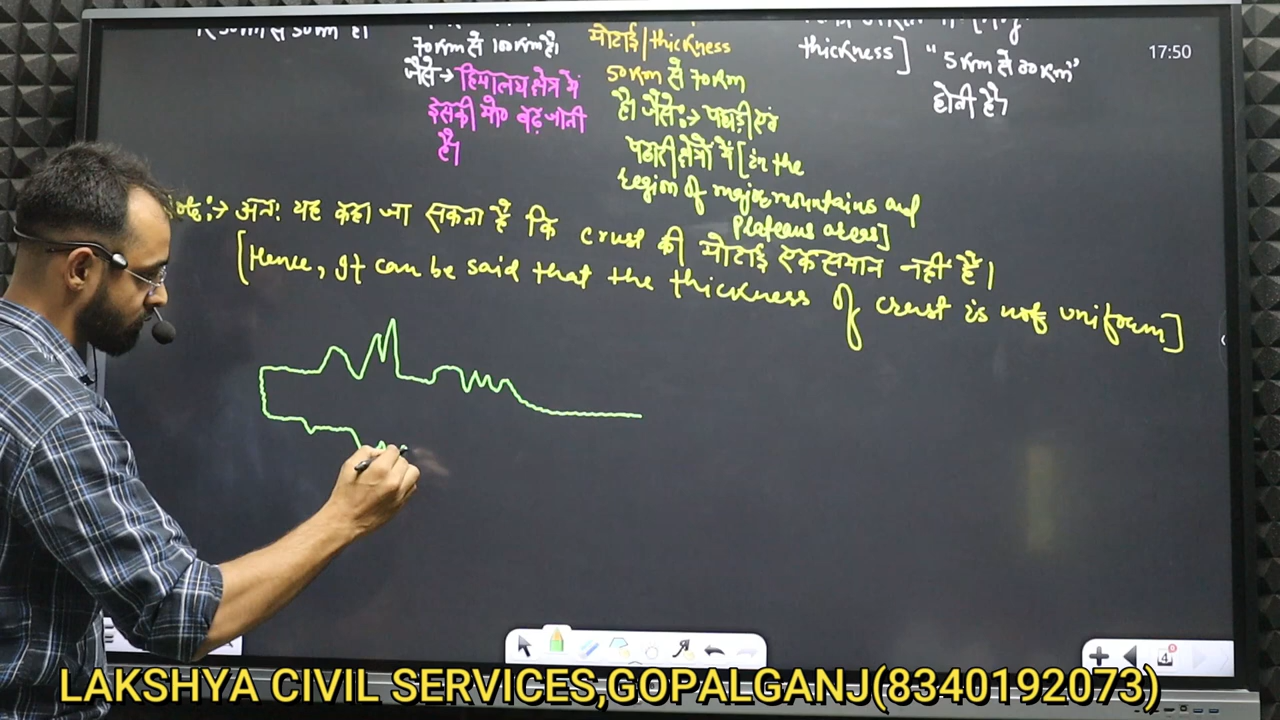 70Km से 100Km है।
जैसे → हिमालय क्षेत्र में
इसकी मो० बढ़ जाती
है।
मोटाई/thickness
50Km से 70Km
है। जैसे :→ पहाड़ी एवं
पठारी क्षेत्रों में [in the
region of major mountains and
Plateaus areas]
thickness] "5Km से
होती है।
17:50
अतः यह कहा जा सकता है कि crust की मोटाई एकसमान नहीं है।
[Hence, It can be said that the thickness of crust is not uniform]
4
LAKSHYA CIVIL SERVICES,GOPALGANJ(8340192073)